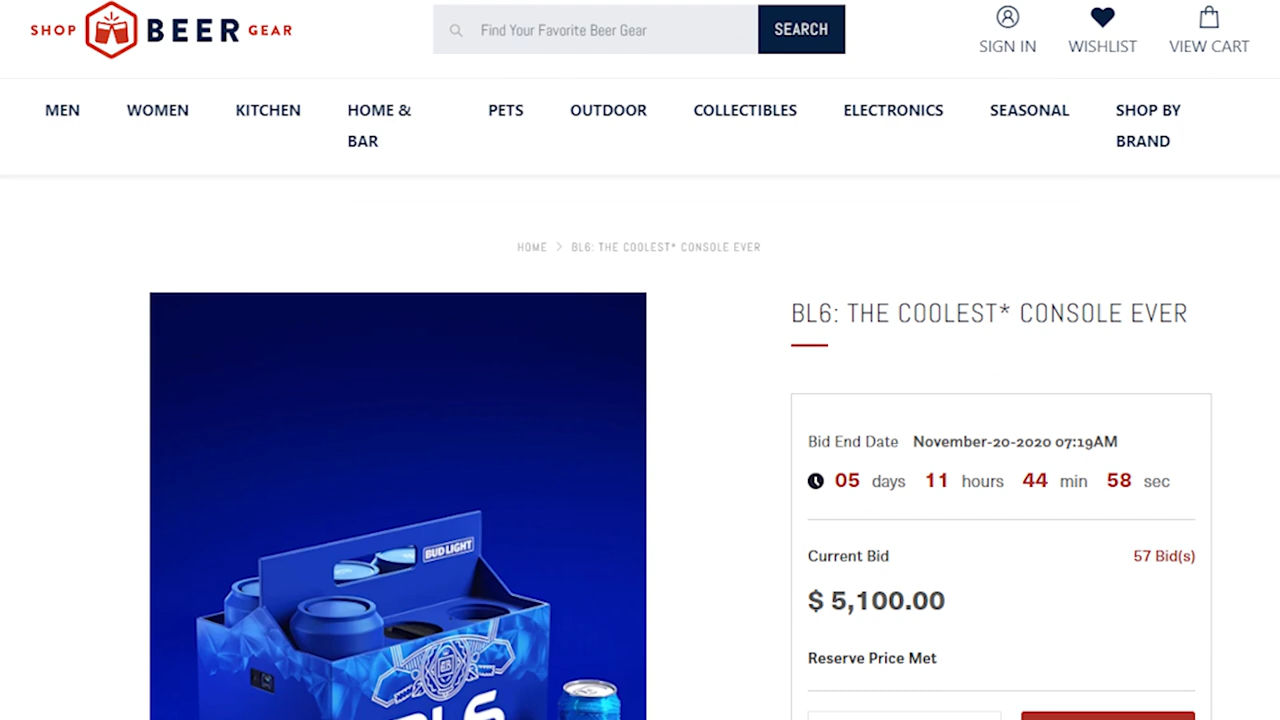 SHOP BEER GEAR
Find Your Favorite Beer Gear
SEARCH
SIGN IN
WISHLIST
VIEW CART
MEN
WOMEN
KITCHEN
HOME &
BAR
PETS
OUTDOOR
COLLECTIBLES
ELECTRONICS
SEASONAL
SHOP BY
BRAND
HOME > BL6: THE COOLEST* CONSOLE EVER
BL6: THE COOLEST* CONSOLE EVER
Bid End Date November-20-2020 07:19AM
05 days 11 hours 44 min 58 sec
Current Bid 57 Bid(s)
$ 5,100.00
Reserve Price Met
BUD LIGHT
BL6